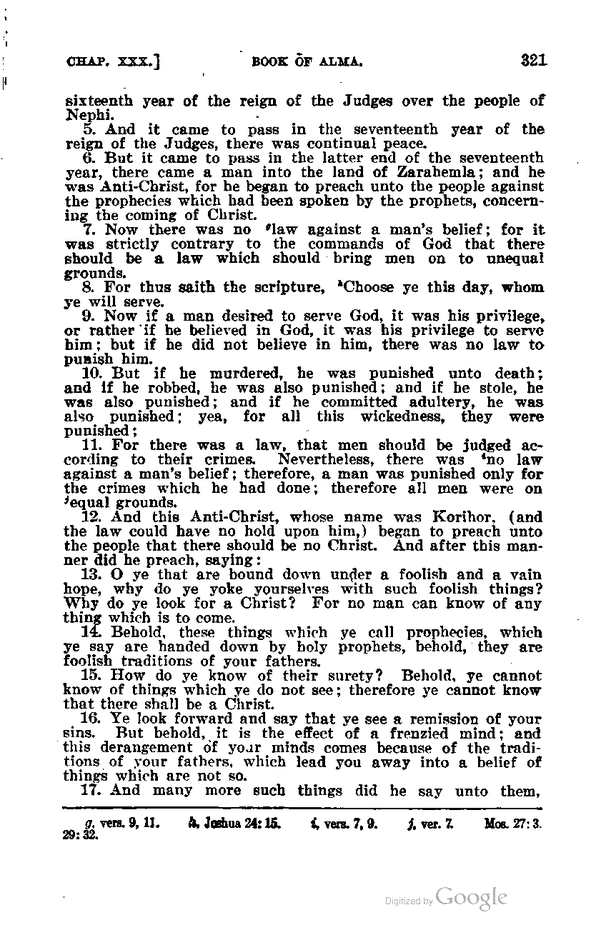 CHAP. XXX.] BOOK OF ALMA. 321
sixteenth year of the reign of the Judges over the people of
Nephi.
5. And it came to pass in the seventeenth year of the
reign of the Judges, there was continual peace.
6. But it came to pass in the latter end of the seventeenth
year, there came a man into the land of Zarahemla; and he
was Anti-Christ, for he began to preach unto the people against
the prophecies which had been spoken by the prophets, concern-
ing the coming of Christ.
7. Now there was no glaw against a man's belief; for it
was strictly contrary to the commands of God that there
should be a law which should bring men on to unequal
grounds.
8. For thus saith the scripture, hChoose ye this day, whom
ye will serve.
9. Now if a man desired to serve God, it was his privilege,
or rather if he believed in God, it was his privilege to serve
him; but if he did not believe in him, there was no law to
punish him.
10. But if he murdered, he was punished unto death;
and if he robbed, he was also punished; and if he stole, he
was also punished; and if he committed adultery, he was
also punished; yea, for all this wickedness, they were
punished;
11. For there was a law, that men should be judged ac-
cording to their crimes. Nevertheless, there was ino law
against a man's belief; therefore, a man was punished only for
the crimes which he had done; therefore all men were on
jequal grounds.
12. And this Anti-Christ, whose name was Korihor, (and
the law could have no hold upon him,) began to preach unto
the people that there should be no Christ. And after this man-
ner did he preach, saying:
13. O ye that are bound down under a foolish and a vain
hope, why do ye yoke yourselves with such foolish things?
Why do ye look for a Christ? For no man can know of any
thing which is to come.
14. Behold, these things which ye call prophecies, which
ye say are handed down by holy prophets, behold, they are
foolish traditions of your fathers.
15. How do ye know of their surety? Behold, ye cannot
know of things which ye do not see; therefore ye cannot know
that there shall be a Christ.
16. Ye look forward and say that ye see a remission of your
sins. But behold, it is the effect of a frenzied mind; and
this derangement of your minds comes because of the tradi-
tions of your fathers, which lead you away into a belief of
things which are not so.
17. And many more such things did he say unto them,
g, vers. 9, 11. h, Joshua 24:15. i, vers. 7, 9. j, ver. 7. Mos. 27:3.
29:32.
Digitized by Google